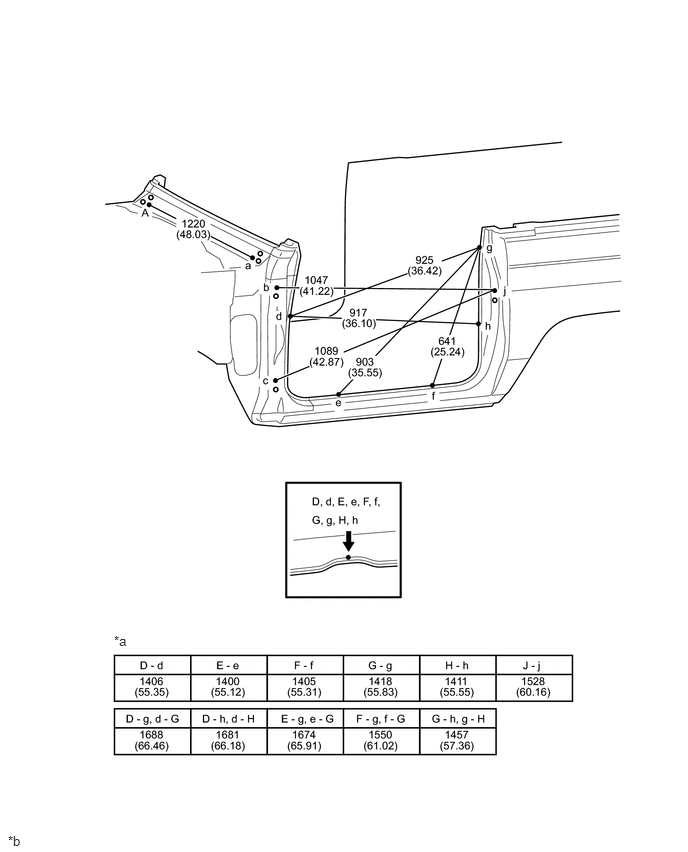 A
1220
(48.03)
a
g
925
(36.42)
b
1047
(41.22)
j
d
917
(36.10)
h
641
(25.24)
1089
(42.87)
903
(35.55)
c
e
f
D, d, E, e, F, f,
G, g, H, h
*a
D - d E - e F - f G - g H - h J - j
1406 1400 1405 1418 1411 1528
(55.35) (55.12) (55.31) (55.83) (55.55) (60.16)
D - g, d - G D - h, d - H E - g, e - G F - g, f - G G - h, g - H
1688 1681 1674 1550 1457
(66.46) (66.18) (65.91) (61.02) (57.36)
*b